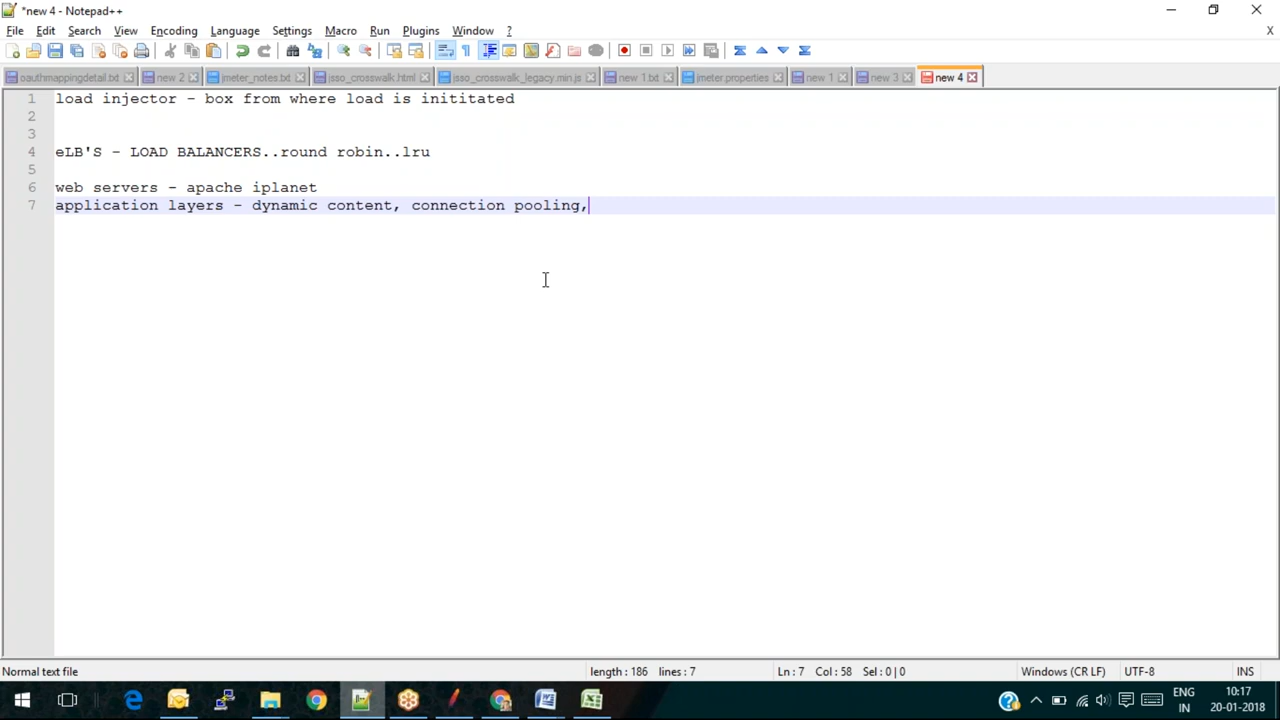 *new 4 - Notepad++
File Edit Search View Encoding Language Settings Macro Run Plugins Window ? X
oauthmappingdetail.txt new 2 jmeter_notes.txt jsso_crosswalk.html jsso_crosswalk_legacy.min.js new 1.txt jmeter.properties new 1 new 3 new 4
1 load injector - box from where load is inititated
2
3
4 eLB'S - LOAD BALANCERS..round robin..lru
5
6 web servers - apache iplanet
7 application layers - dynamic content, connection pooling,
Normal text file length : 186 lines : 7 Ln : 7 Col : 58 Sel : 0 | 0 Windows (CR LF) UTF-8 INS
ENG 10:17
IN 20-01-2018